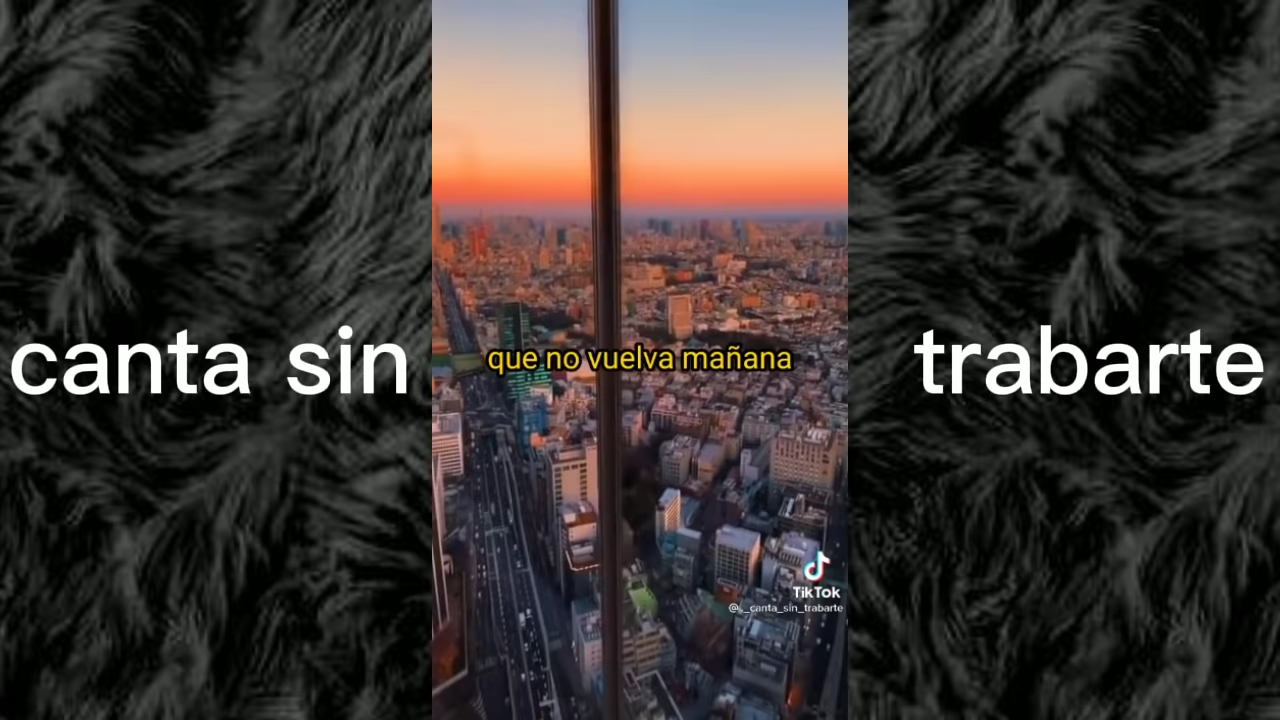 canta sin
que no vuelva mañana
trabarte
TikTok
@._canta_sin_trabarte